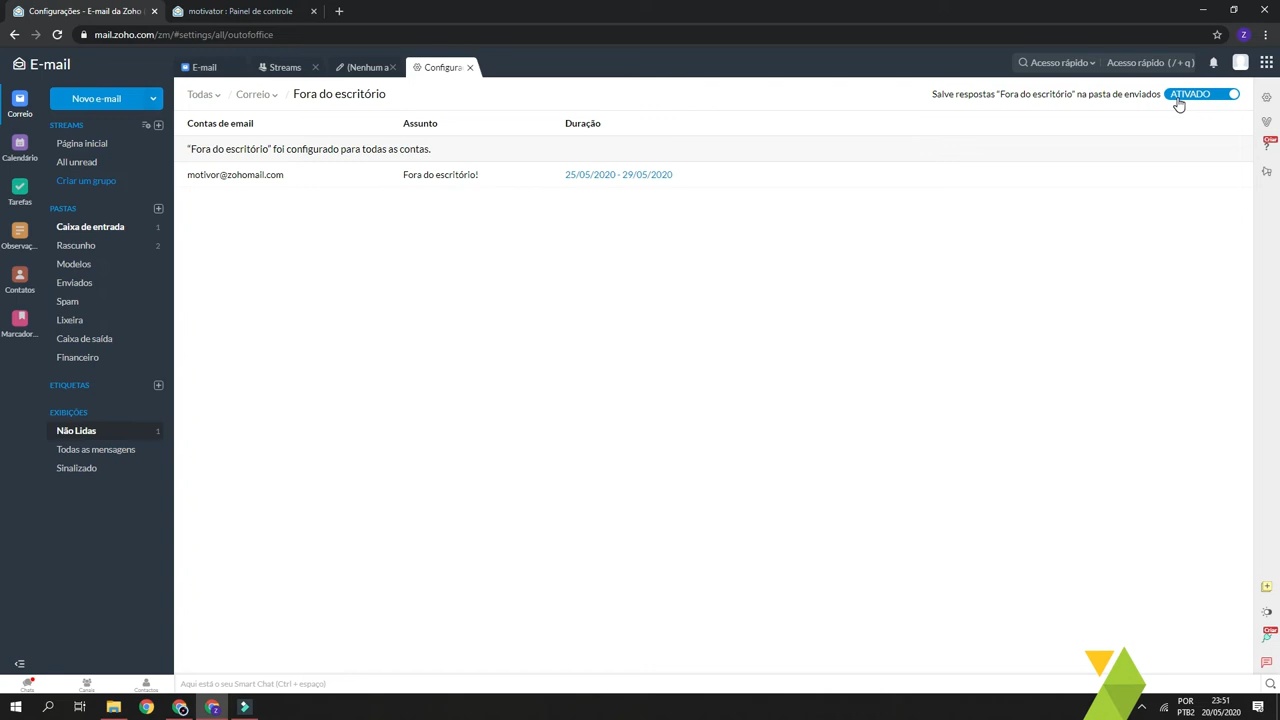 Configurações - E-mail da Zoho
motivator : Painel de controle
mail.zoho.com/zm/#settings/all/outofoffice
Z
E-mail
E-mail
Streams
(Nenhum a
Configura
Acesso rápido
Acesso rápido ( / + q )
Correio
Calendário
Tarefas
Observaç...
Contatos
Marcador...
Novo e-mail
STREAMS
Página inicial
All unread
Criar um grupo
PASTAS
Caixa de entrada 1
Rascunho 2
Modelos
Enviados
Spam
Lixeira
Caixa de saída
Financeiro
ETIQUETAS
EXIBIÇÕES
Não Lidas 1
Todas as mensagens
Sinalizado
Todas / Correio / Fora do escritório
Salve respostas "Fora do escritório" na pasta de enviados ATIVADO
Contas de email Assunto Duração
"Fora do escritório" foi configurado para todas as contas.
motivor@zohomail.com Fora do escritório! 25/05/2020 - 29/05/2020
Criar
Criar
Chats Canais Contactos
Aqui está o seu Smart Chat (Ctrl + espaço)
POR
PTB2
23:51
20/05/2020